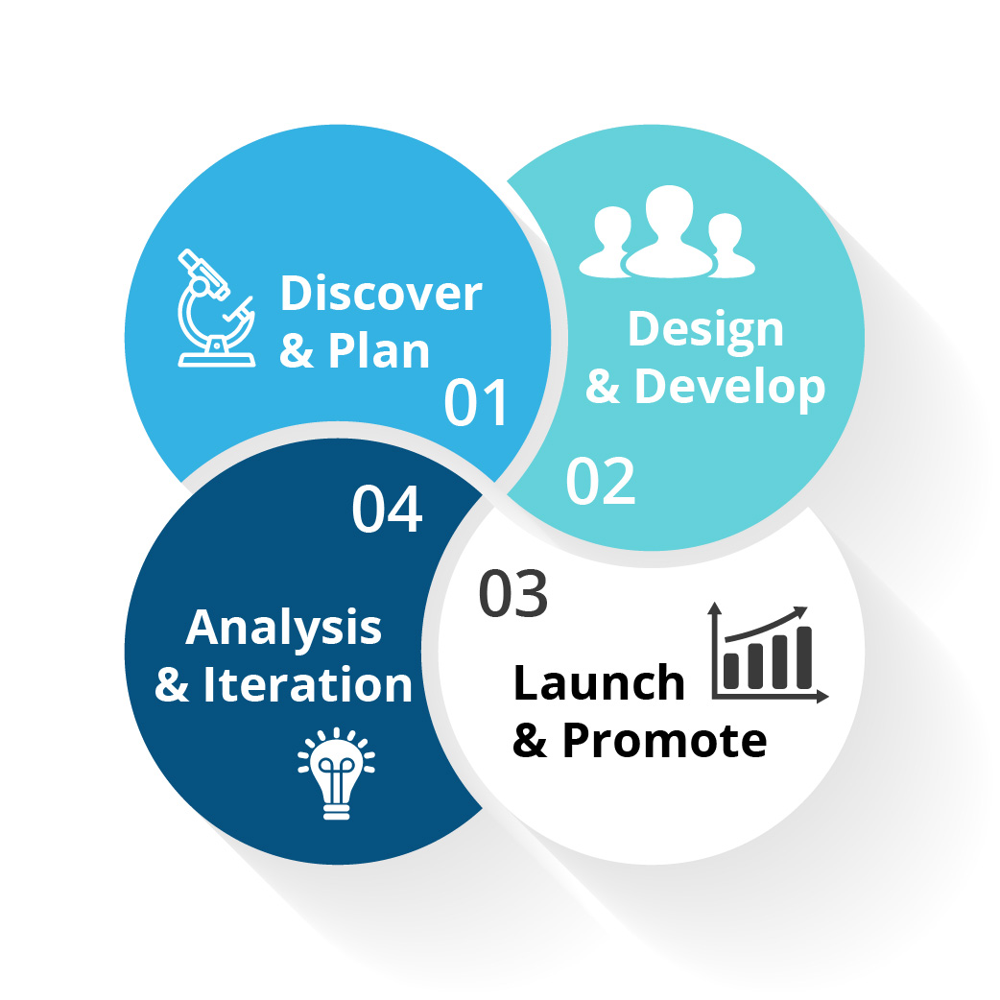 Discover
& Plan
01
Design
& Develop
02
03
Launch
& Promote
04
Analysis
& Iteration